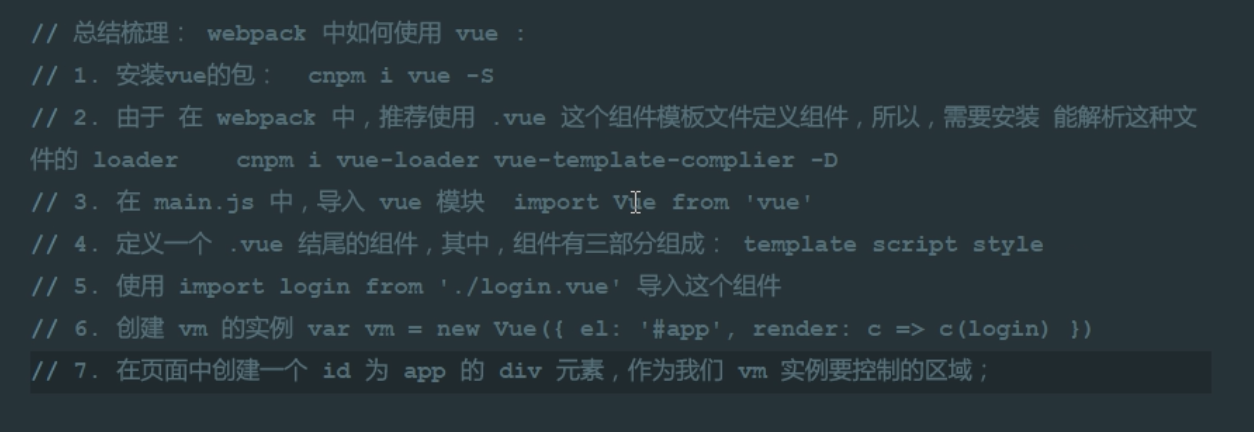 // 总结梳理： webpack 中如何使用 vue ：
// 1. 安装vue的包：  cnpm i vue -S
// 2. 由于 在 webpack 中，推荐使用 .vue 这个组件模板文件定义组件，所以，需要安装 能解析这种文
件的 loader    cnpm i vue-loader vue-template-complier -D
// 3. 在 main.js 中，导入 vue 模块  import Vue from 'vue'
// 4. 定义一个 .vue 结尾的组件，其中，组件有三部分组成： template script style
// 5. 使用 import login from './login.vue' 导入这个组件
// 6. 创建 vm 的实例 var vm = new Vue({ el: '#app', render: c => c(login) })
// 7. 在页面中创建一个 id 为 app 的 div 元素，作为我们 vm 实例要控制的区域；